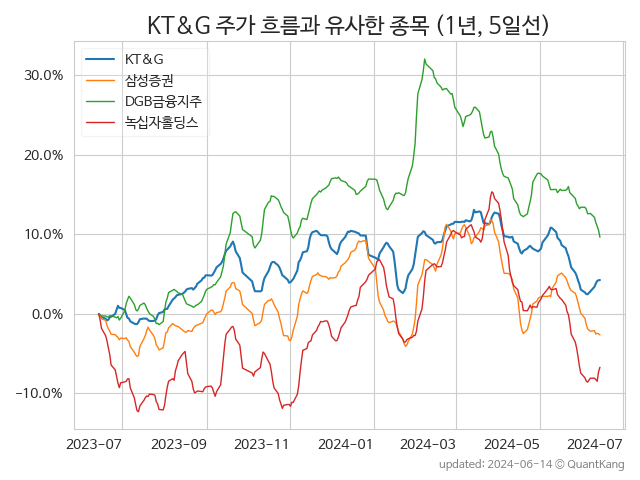 KT&G 주가 흐름과 유사한 종목 (1년, 5일선)
KT&G
삼성증권
DGB금융지주
녹십자홀딩스
30.0%
20.0%
10.0%
0.0%
−10.0%
2023-07 2023-09 2023-11 2024-01 2024-03 2024-05 2024-07
updated: 2024-06-14 © QuantKang